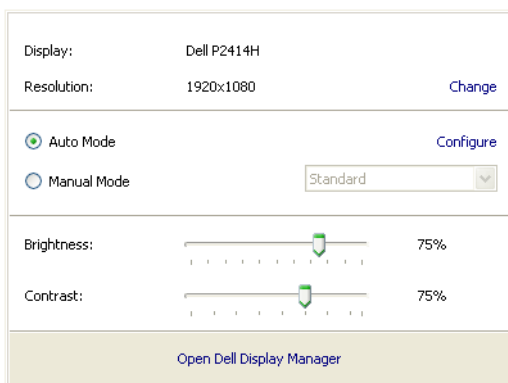 Display: Dell P2414H
Resolution: 1920x1080 Change
Auto Mode Configure
Manual Mode Standard
Brightness: 75%
Contrast: 75%
Open Dell Display Manager